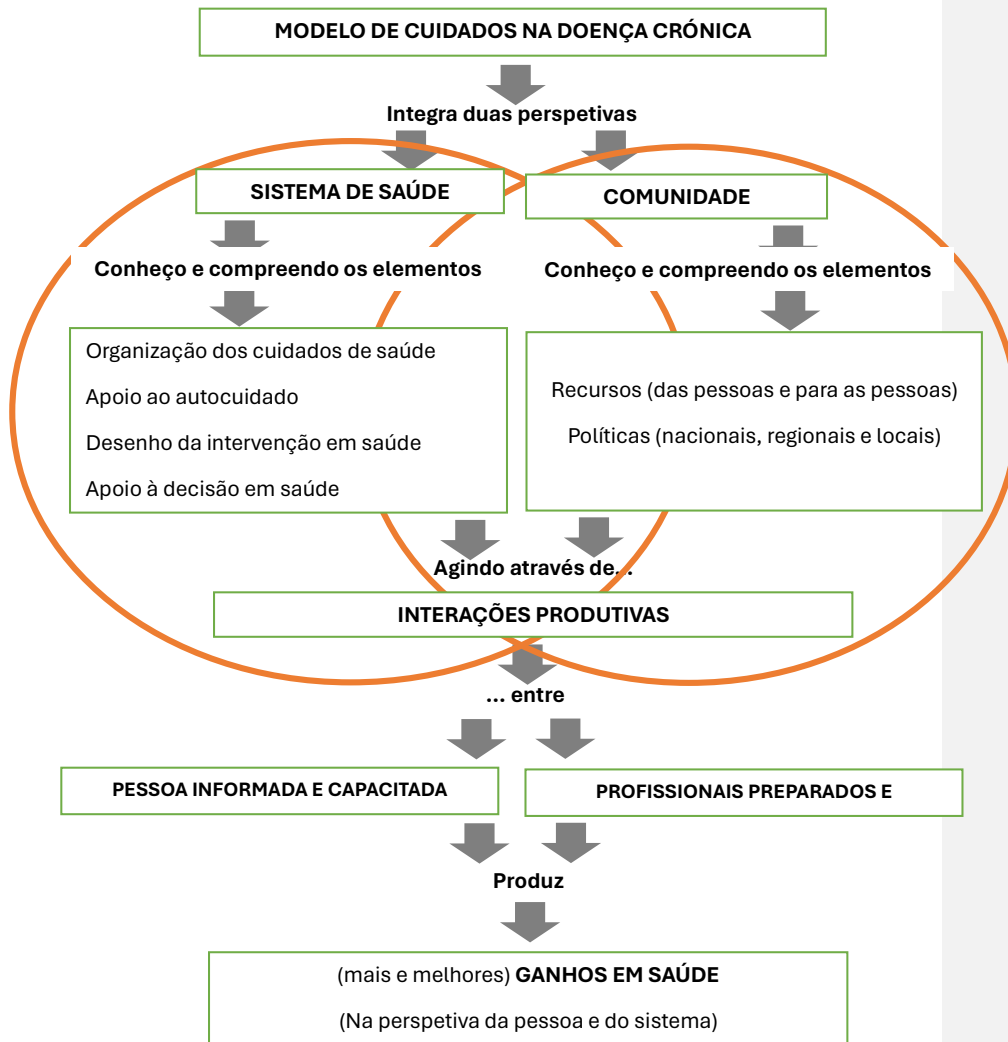 MODELO DE CUIDADOS NA DOENÇA CRÓNICA
Integra duas perspetivas
SISTEMA DE SAÚDE
COMUNIDADE
Conheço e compreendo os elementos
Conheço e compreendo os elementos
Organização dos cuidados de saúde
Apoio ao autocuidado
Desenho da intervenção em saúde
Apoio à decisão em saúde
Recursos (das pessoas e para as pessoas)
Políticas (nacionais, regionais e locais)
Agindo através de...
INTERAÇÕES PRODUTIVAS
... entre
PESSOA INFORMADA E CAPACITADA
PROFISSIONAIS PREPARADOS E
Produz
(mais e melhores) GANHOS EM SAÚDE
(Na perspetiva da pessoa e do sistema)